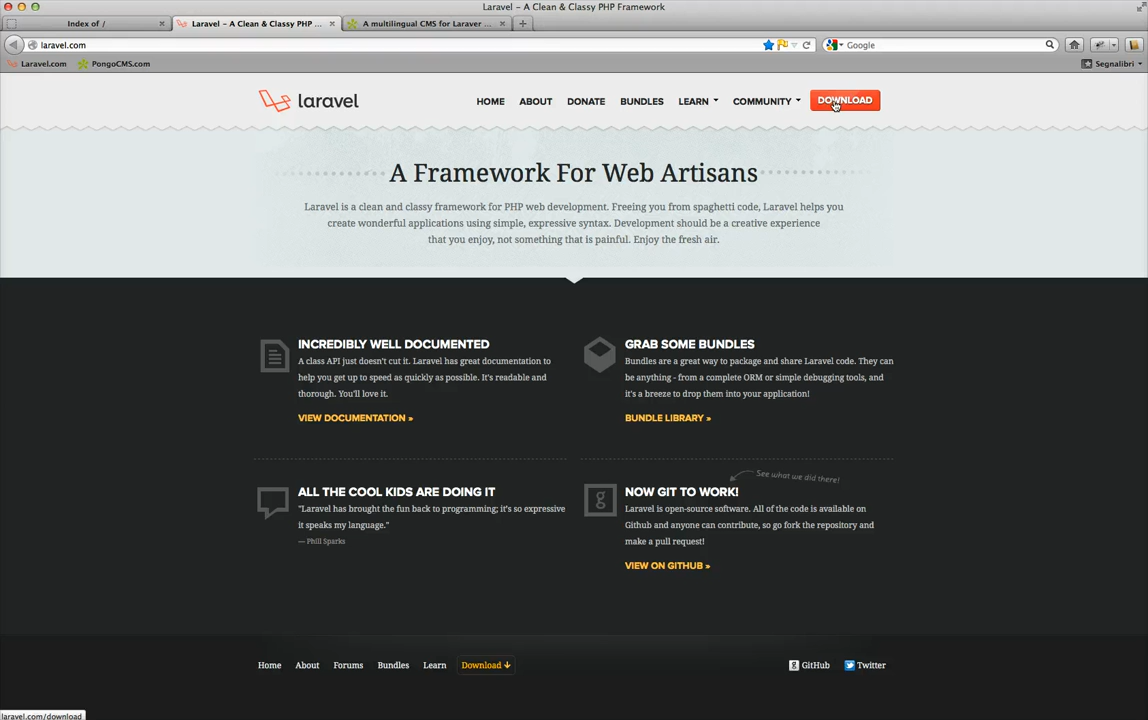 Laravel – A Clean & Classy PHP Framework
Index of /
Laravel – A Clean & Classy PHP ...
A multilingual CMS for Laraver ...
laravel.com
Google
Laravel.com
PongoCMS.com
Segnalibri
laravel
HOME
ABOUT
DONATE
BUNDLES
LEARN
COMMUNITY
DOWNLOAD
A Framework For Web Artisans
Laravel is a clean and classy framework for PHP web development. Freeing you from spaghetti code, Laravel helps you
create wonderful applications using simple, expressive syntax. Development should be a creative experience
that you enjoy, not something that is painful. Enjoy the fresh air.
INCREDIBLY WELL DOCUMENTED
A class API just doesn't cut it. Laravel has great documentation to
help you get up to speed as quickly as possible. It's readable and
thorough. You'll love it.
VIEW DOCUMENTATION »
GRAB SOME BUNDLES
Bundles are a great way to package and share Laravel code. They can
be anything - from a complete ORM or simple debugging tools, and
it's a breeze to drop them into your application!
BUNDLE LIBRARY »
ALL THE COOL KIDS ARE DOING IT
"Laravel has brought the fun back to programming; it's so expressive
it speaks my language."
— Phill Sparks
See what we did there!
NOW GIT TO WORK!
Laravel is open-source software. All of the code is available on
Github and anyone can contribute, so go fork the repository and
make a pull request!
VIEW ON GITHUB »
Home
About
Forums
Bundles
Learn
Download
GitHub
Twitter
laravel.com/download